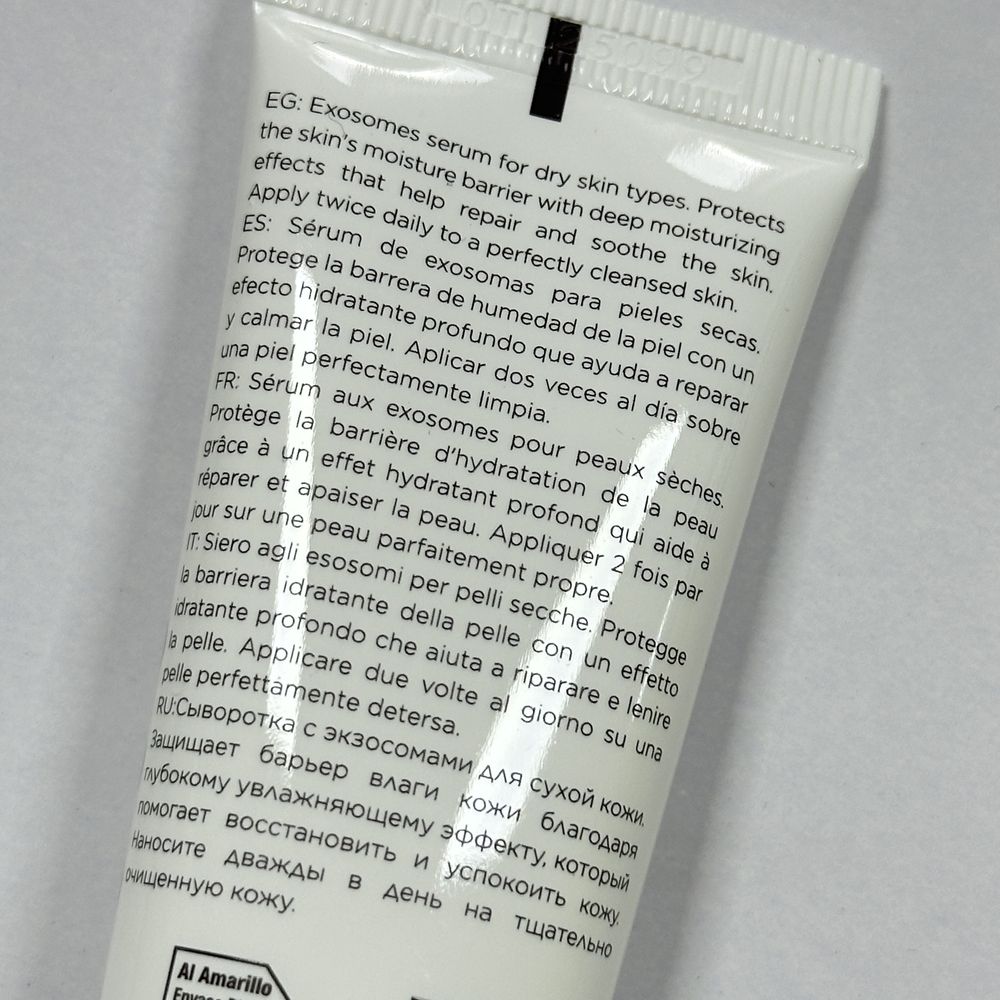 LOT 25099
EG: Exosomes serum for dry skin types. Protects
the skin's moisture barrier with deep moisturizing
effects that help repair and soothe the skin.
Apply twice daily to a perfectly cleansed skin.
ES: Sérum de exosomas para pieles secas.
Protege la barrera de humedad de la piel con un
efecto hidratante profundo que ayuda a reparar
y calmar la piel. Aplicar dos veces al día sobre
una piel perfectamente limpia.
FR: Sérum aux exosomes pour peaux sèches.
Protège la barrière d'hydratation de la peau
grâce à un effet hydratant profond qui aide à
réparer et apaiser la peau. Appliquer 2 fois par
jour sur une peau parfaitement propre.
IT: Siero agli esosomi per pelli secche. Protegge
la barriera idratante della pelle con un effetto
idratante profondo che aiuta a riparare e lenire
la pelle. Applicare due volte al giorno su una
pelle perfettamente detersa.
RU:Сыворотка с экзосомами для сухой кожи.
Защищает барьер влаги кожи благодаря
глубокому увлажняющему эффекту, который
помогает восстановить и успокоить кожу.
Наносите дважды в день на тщательно
очищенную кожу.
Al Amarillo